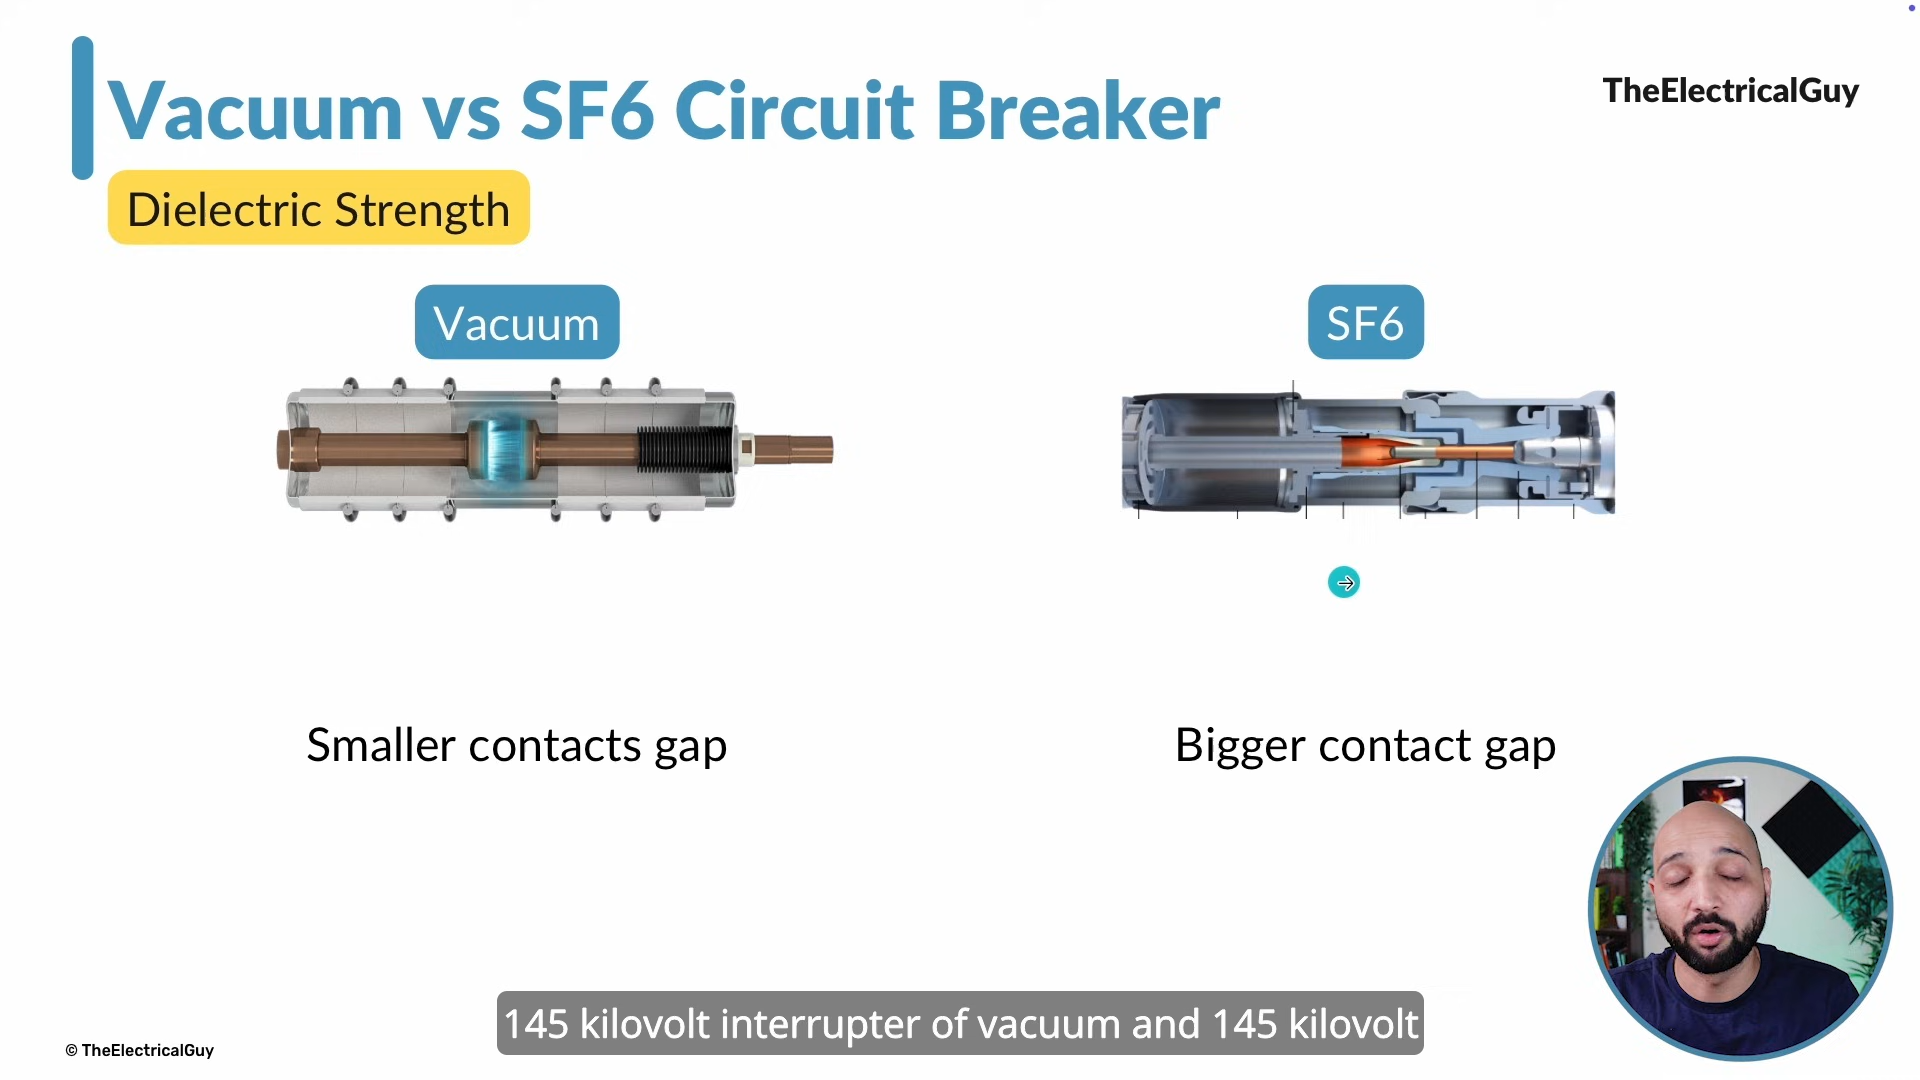 Vacuum vs SF6 Circuit Breaker
TheElectricalGuy
Dielectric Strength
Vacuum
SF6
Smaller contacts gap
Bigger contact gap
145 kilovolt interrupter of vacuum and 145 kilovolt
© TheElectricalGuy